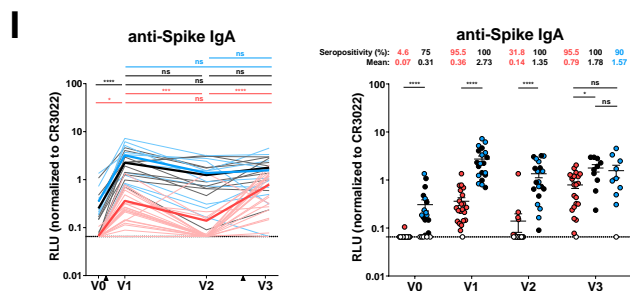 I
anti-Spike IgA
ns
ns
ns
ns
****
***
****
*
ns
RLU (normalized to CR3022)
100
10
1
0.1
0.01
V0 V1 V2 V3
anti-Spike IgA
Seropositivity (%): 4.6 75 95.5 100 31.8 100 95.5 100 90
Mean: 0.07 0.31 0.36 2.73 0.14 1.35 0.79 1.78 1.57
**** **** **** ns
*
ns
RLU (normalized to CR3022)
100
10
1
0.1
0.01
V0 V1 V2 V3